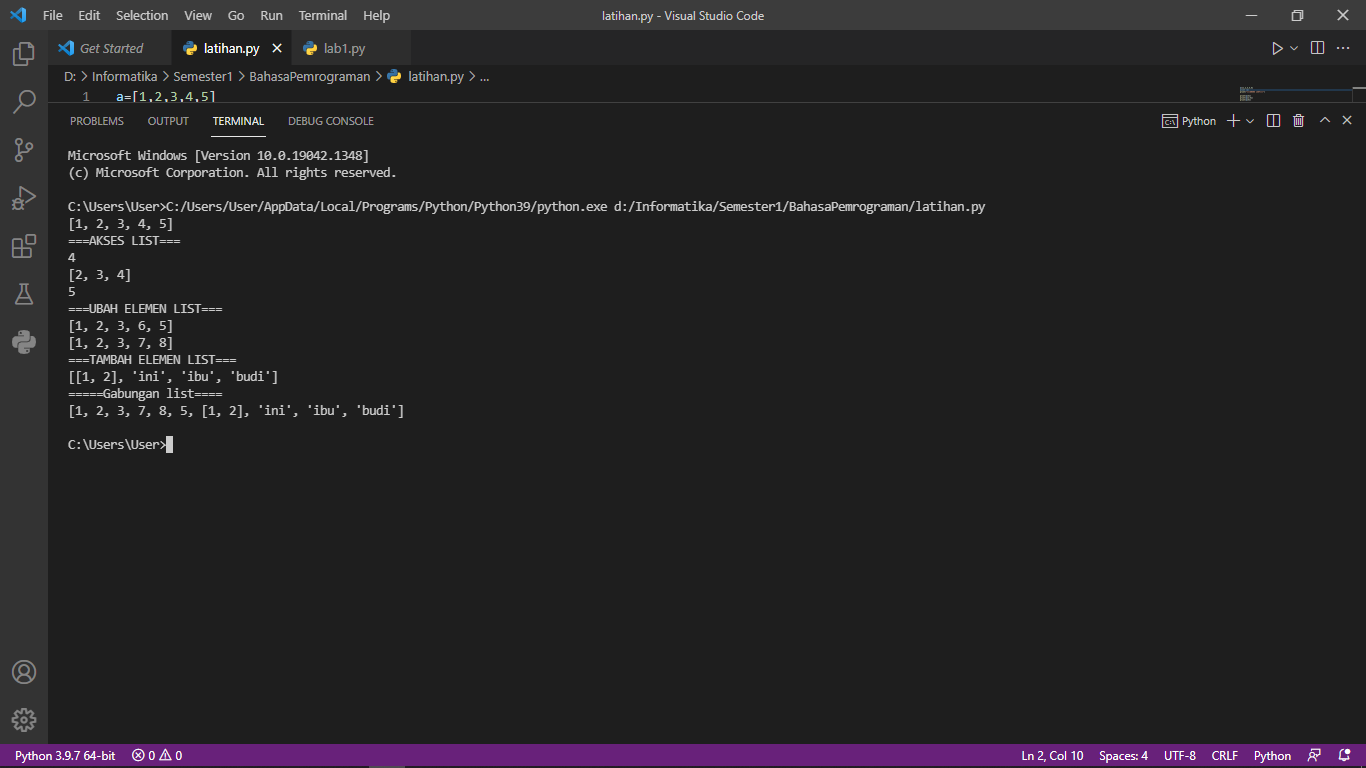 File Edit Selection View Go Run Terminal Help latihan.py - Visual Studio Code
Get Started latihan.py lab1.py
D: > Informatika > Semester1 > BahasaPemrograman > latihan.py > ...
1 a=[1,2,3,4,5]
PROBLEMS OUTPUT TERMINAL DEBUG CONSOLE Python
Microsoft Windows [Version 10.0.19042.1348]
(c) Microsoft Corporation. All rights reserved.
C:\Users\User>C:/Users/User/AppData/Local/Programs/Python/Python39/python.exe d:/Informatika/Semester1/BahasaPemrograman/latihan.py
[1, 2, 3, 4, 5]
===AKSES LIST===
4
[2, 3, 4]
5
===UBAH ELEMEN LIST===
[1, 2, 3, 6, 5]
[1, 2, 3, 7, 8]
===TAMBAH ELEMEN LIST===
[[1, 2], 'ini', 'ibu', 'budi']
=====Gabungan list====
[1, 2, 3, 7, 8, 5, [1, 2], 'ini', 'ibu', 'budi']
C:\Users\User>
Python 3.9.7 64-bit 0 0 Ln 2, Col 10 Spaces: 4 UTF-8 CRLF Python